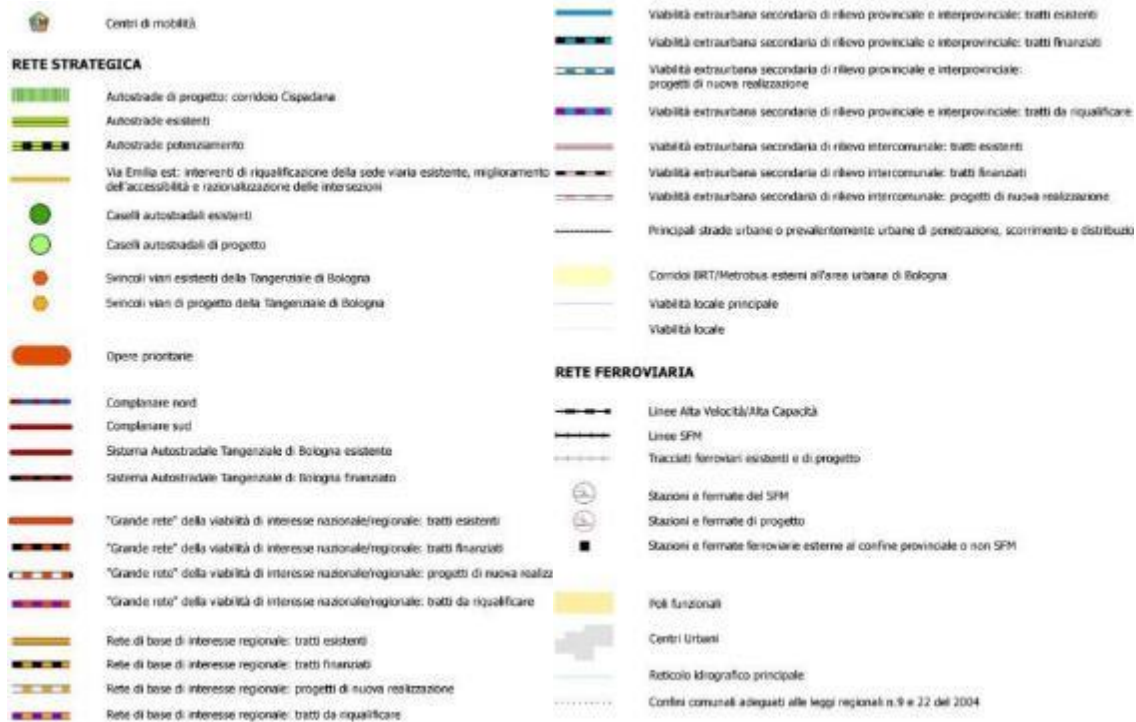 Centri di mobilità
RETE STRATEGICA
Autostrade di progetto: corridoio Cispadana
Autostrade esistenti
Autostrade potenziamento
Via Emilia est: interventi di riqualificazione della sede viaria esistente, miglioramento
dell'accessibilità e razionalizzazione delle intersezioni
Caselli autostradali esistenti
Caselli autostradali di progetto
Svincoli viari esistenti della Tangenziale di Bologna
Svincoli viari di progetto della Tangenziale di Bologna
Opere prioritarie
Complanare nord
Complanare sud
Sistema Autostradale Tangenziale di Bologna esistente
Sistema Autostradale Tangenziale di Bologna finanziato
"Grande rete" della viabilità di interesse nazionale/regionale: tratti esistenti
"Grande rete" della viabilità di interesse nazionale/regionale: tratti finanziati
"Grande rete" della viabilità di interesse nazionale/regionale: progetti di nuova realizz
"Grande rete" della viabilità di interesse nazionale/regionale: tratti da riqualificare
Rete di base di interesse regionale: tratti esistenti
Rete di base di interesse regionale: tratti finanziati
Rete di base di interesse regionale: progetti di nuova realizzazione
Rete di base di interesse regionale: tratti da riqualificare
Viabilità extraurbana secondaria di rilievo provinciale e interprovinciale: tratti esistenti
Viabilità extraurbana secondaria di rilievo provinciale e interprovinciale: tratti finanziati
Viabilità extraurbana secondaria di rilievo provinciale e interprovinciale:
progetti di nuova realizzazione
Viabilità extraurbana secondaria di rilievo provinciale e interprovinciale: tratti da riqualificare
Viabilità extraurbana secondaria di rilievo intercomunale: tratti esistenti
Viabilità extraurbana secondaria di rilievo intercomunale: tratti finanziati
Viabilità extraurbana secondaria di rilievo intercomunale: progetti di nuova realizzazione
Principali strade urbane o prevalentemente urbane di penetrazione, scorrimento e distribuzio
Corridoi BRT/Metrobus esterni all'area urbana di Bologna
Viabilità locale principale
Viabilità locale
RETE FERROVIARIA
Linee Alta Velocità/Alta Capacità
Linee SFM
Tracciati ferroviari esistenti e di progetto
Stazioni e fermate del SFM
Stazioni e fermate di progetto
Stazioni e fermate ferroviarie esterne al confine provinciale o non SFM
Poli funzionali
Centri Urbani
Reticolo idrografico principale
Confini comunali adeguati alle leggi regionali n.9 e 22 del 2004